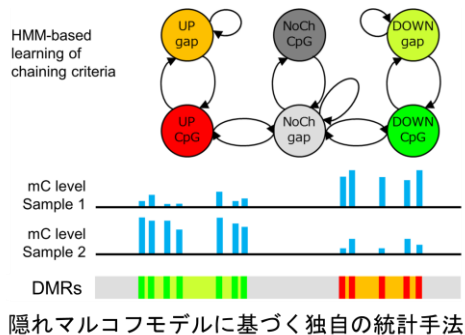 HMM-based
learning of
chaining criteria
UP
gap
NoCh
CpG
DOWN
gap
UP
CpG
NoCh
gap
DOWN
CpG
mC level
Sample 1
mC level
Sample 2
DMRs
隠れマルコフモデルに基づく独自の統計手法